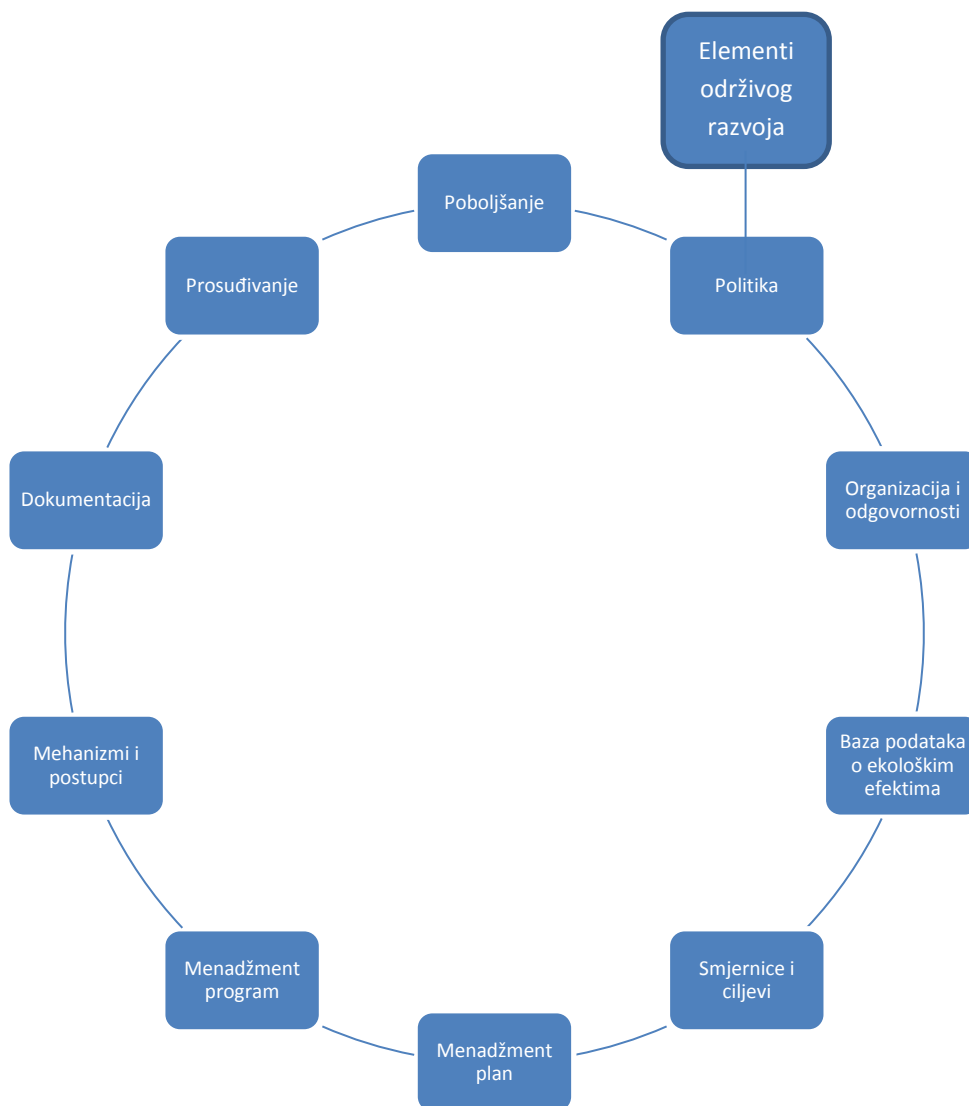 Elementi
održivog
razvoja
Poboljšanje
Politika
Organizacija i
odgovornosti
Baza podataka
o ekološkim
efektima
Smjernice i
ciljevi
Menadžment
plan
Menadžment
program
Mehanizmi i
postupci
Dokumentacija
Prosuđivanje